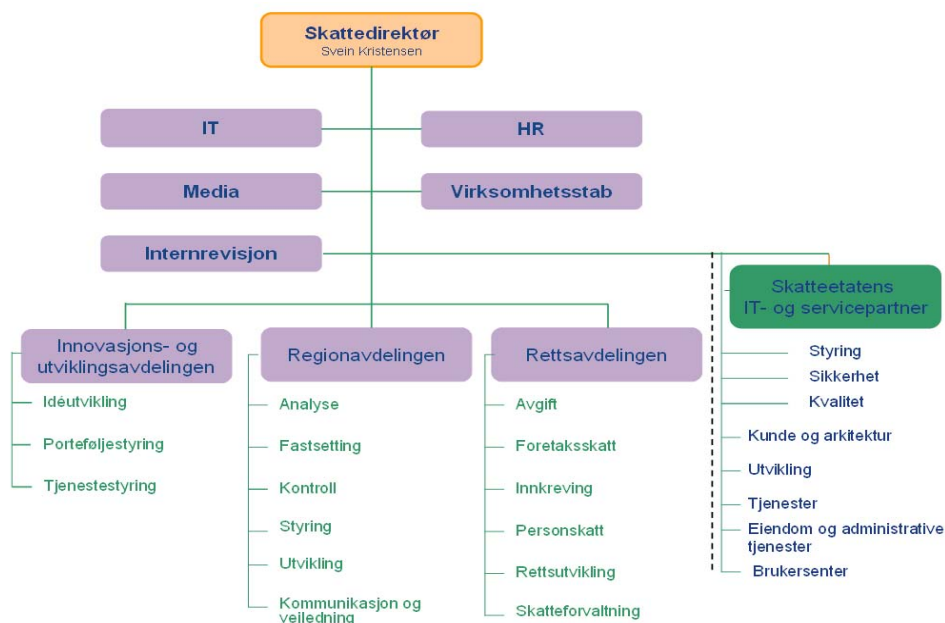 Skattedirektør
Svein Kristensen
IT
HR
Media
Virksomhetsstab
Internrevisjon
Skatteetatens
IT- og servicepartner
Innovasjons- og
utviklingsavdelingen
Idéutvikling
Porteføljestyring
Tjenestestyring
Regionavdelingen
Analyse
Fastsetting
Kontroll
Styring
Utvikling
Kommunikasjon og
veiledning
Rettsavdelingen
Avgift
Foretaksskatt
Innkreving
Personskatt
Rettsutvikling
Skatteforvaltning
Styring
Sikkerhet
Kvalitet
Kunde og arkitektur
Utvikling
Tjenester
Eiendom og administrative
tjenester
Brukersenter